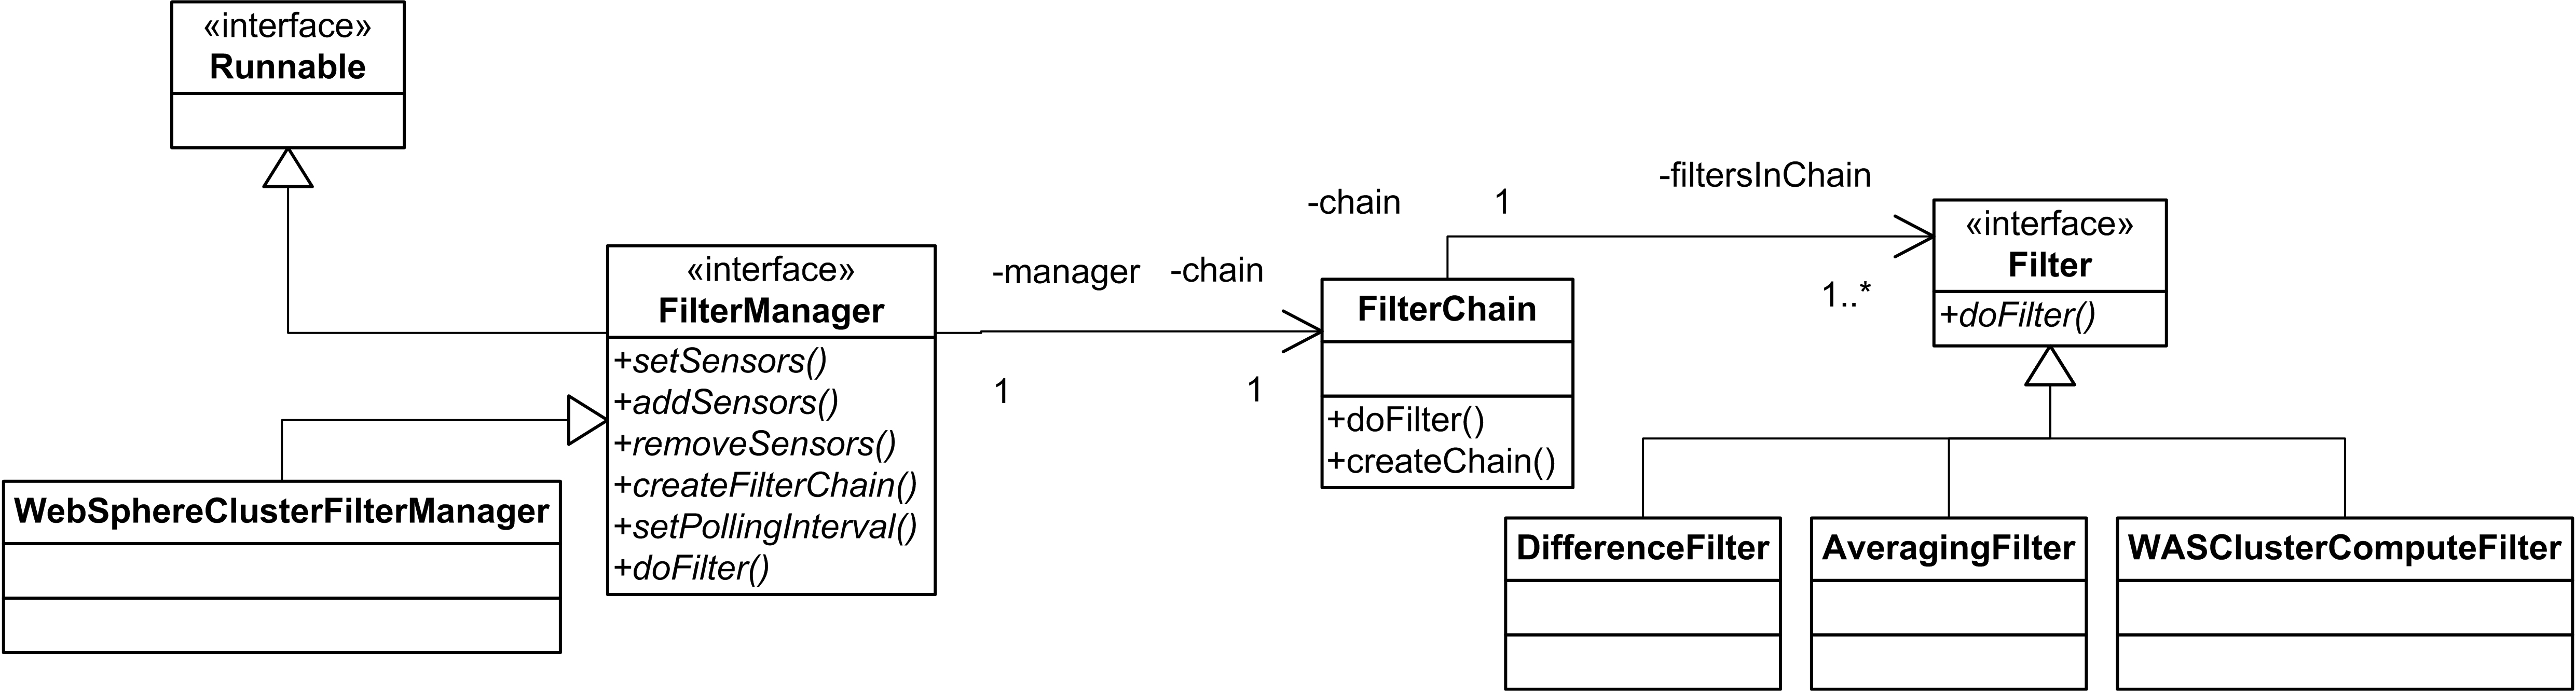 «interface»
Runnable
«interface»
FilterManager
+setSensors()
+addSensors()
+removeSensors()
+createFilterChain()
+setPollingInterval()
+doFilter()
WebSphereClusterFilterManager
-manager
-chain
1
1
FilterChain
+doFilter()
+createChain()
-chain
1
-filtersInChain
1..*
«interface»
Filter
+doFilter()
DifferenceFilter
AveragingFilter
WASClusterComputeFilter